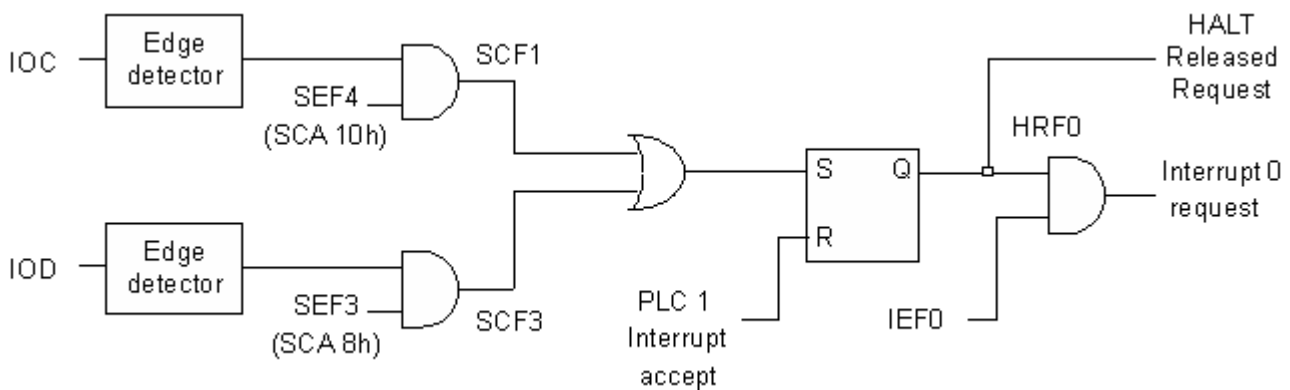 IOC
Edge
detector
SEF4
(SCA 10h)
SCF1
IOD
Edge
detector
SEF3
(SCA 8h)
SCF3
S
Q
R
PLC 1
Interrupt
accept
HRF0
IEF0
HALT
Released
Request
Interrupt 0
request